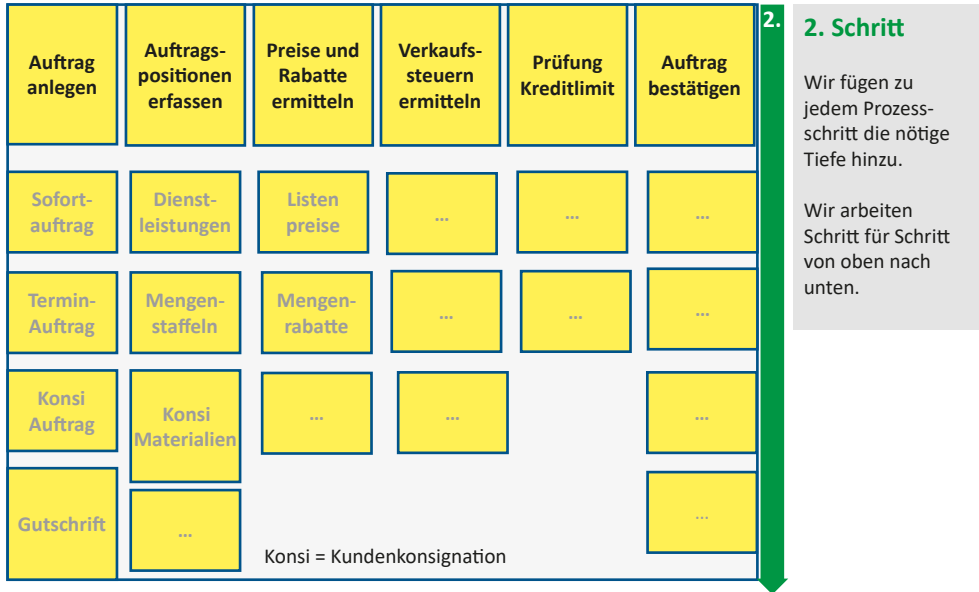 Auftrag
anlegen
Auftrags-
positionen
erfassen
Preise und
Rabatte
ermitteln
Verkaufs-
steuern
ermitteln
Prüfung
Kreditlimit
Auftrag
bestätigen
Sofort-
auftrag
Dienst-
leistungen
Listen
preise
...
...
...
Termin-
Auftrag
Mengen-
staffeln
Mengen-
rabatte
...
...
...
Konsi
Auftrag
Konsi
Materialien
...
...
...
Gutschrift
...
...
Konsi = Kundenkonsignation
2.
2. Schritt
Wir fügen zu
jedem Prozess-
schritt die nötige
Tiefe hinzu.
Wir arbeiten
Schritt für Schritt
von oben nach
unten.